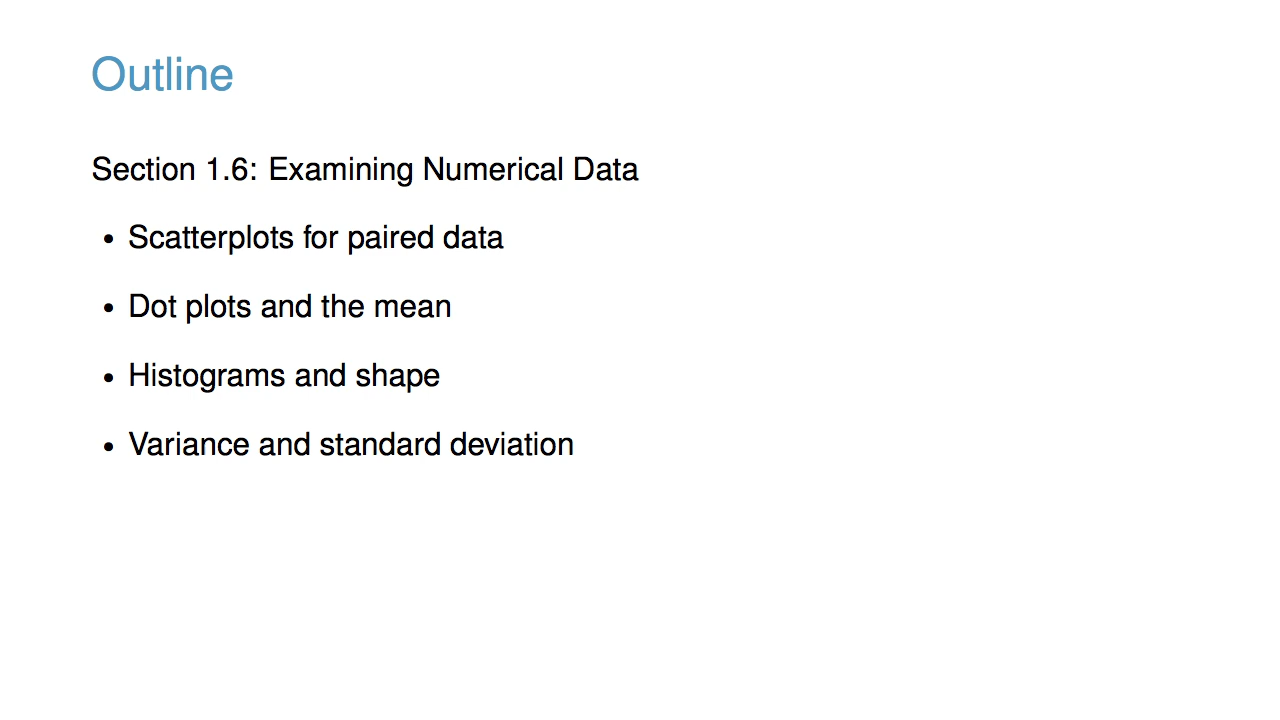 Outline
Section 1.6: Examining Numerical Data
• Scatterplots for paired data
• Dot plots and the mean
• Histograms and shape
• Variance and standard deviation